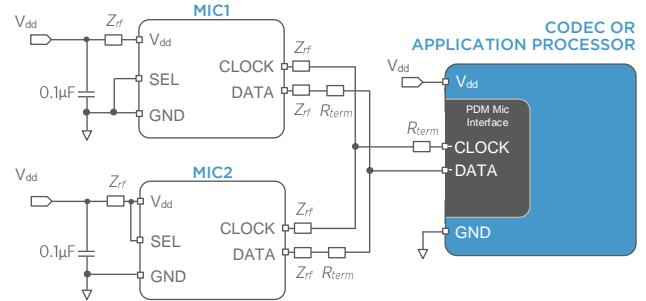 MIC1
Vdd
Zrf
Vdd
SEL
GND
0.1µF
CLOCK
DATA
Zrf
Zrf Rterm
CODEC OR
APPLICATION PROCESSOR
Vdd
Vdd
PDM Mic
Interface
Rterm
CLOCK
DATA
GND
MIC2
Vdd
Zrf
Vdd
SEL
GND
0.1µF
CLOCK
DATA
Zrf
Zrf Rterm